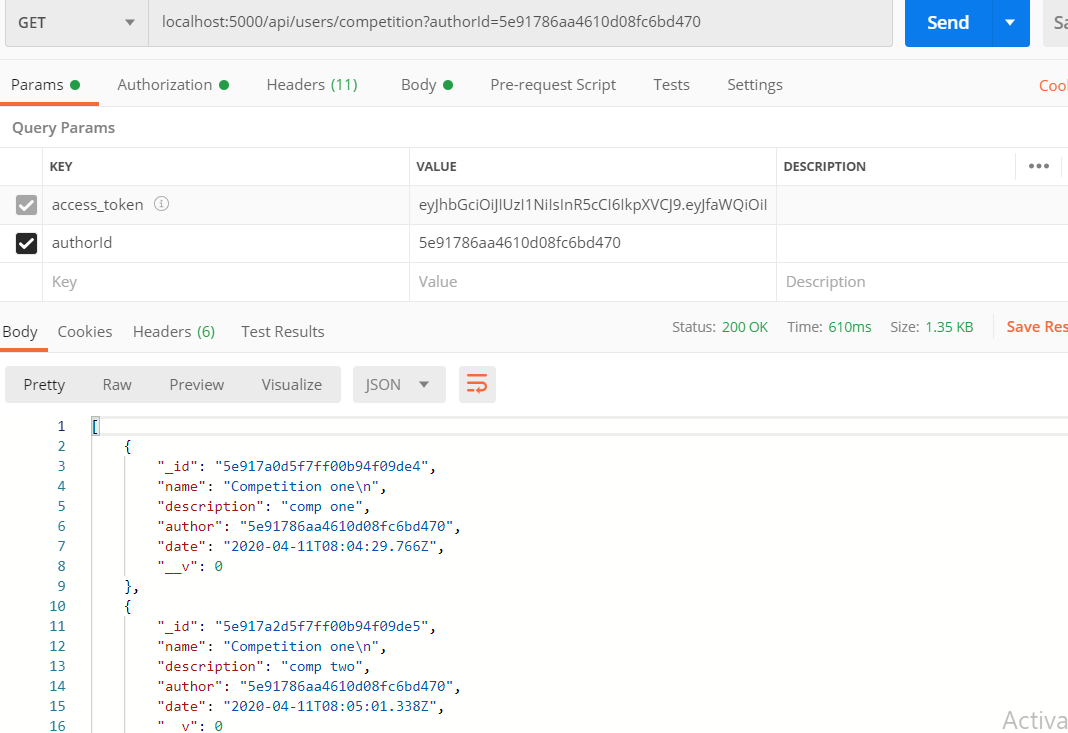 GET localhost:5000/api/users/competition?authorId=5e91786aa4610d08fc6bd470 Send
Params Authorization Headers (11) Body Pre-request Script Tests Settings
Query Params
KEY VALUE DESCRIPTION
access_token eyJhbGciOiJIUzI1NiIsInR5cCI6IkpXVCJ9.eyJfaWQiOiI
authorId 5e91786aa4610d08fc6bd470
Key Value Description
Body Cookies Headers (6) Test Results Status: 200 OK Time: 610ms Size: 1.35 KB Save Res
Pretty Raw Preview Visualize JSON
1 [
2 {
3 "_id": "5e917a0d5f7ff00b94f09de4",
4 "name": "Competition one\n",
5 "description": "comp one",
6 "author": "5e91786aa4610d08fc6bd470",
7 "date": "2020-04-11T08:04:29.766Z",
8 "__v": 0
9 },
10 {
11 "_id": "5e917a2d5f7ff00b94f09de5",
12 "name": "Competition one\n",
13 "description": "comp two",
14 "author": "5e91786aa4610d08fc6bd470",
15 "date": "2020-04-11T08:05:01.338Z",
16 "__v": 0
Activa